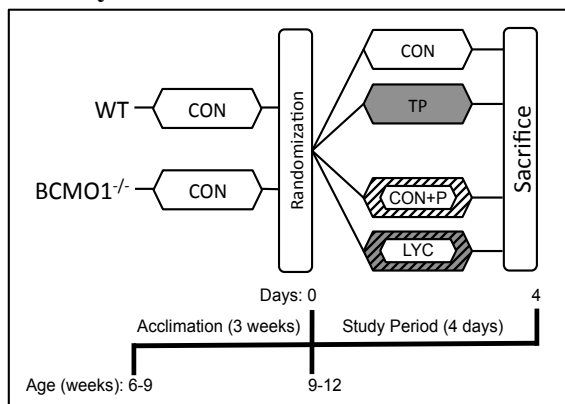 WT
CON
BCMO1-/-
CON
Randomization
CON
TP
CON+P
LYC
Sacrifice
Days: 0
4
Acclimation (3 weeks)
Study Period (4 days)
Age (weeks): 6-9
9-12